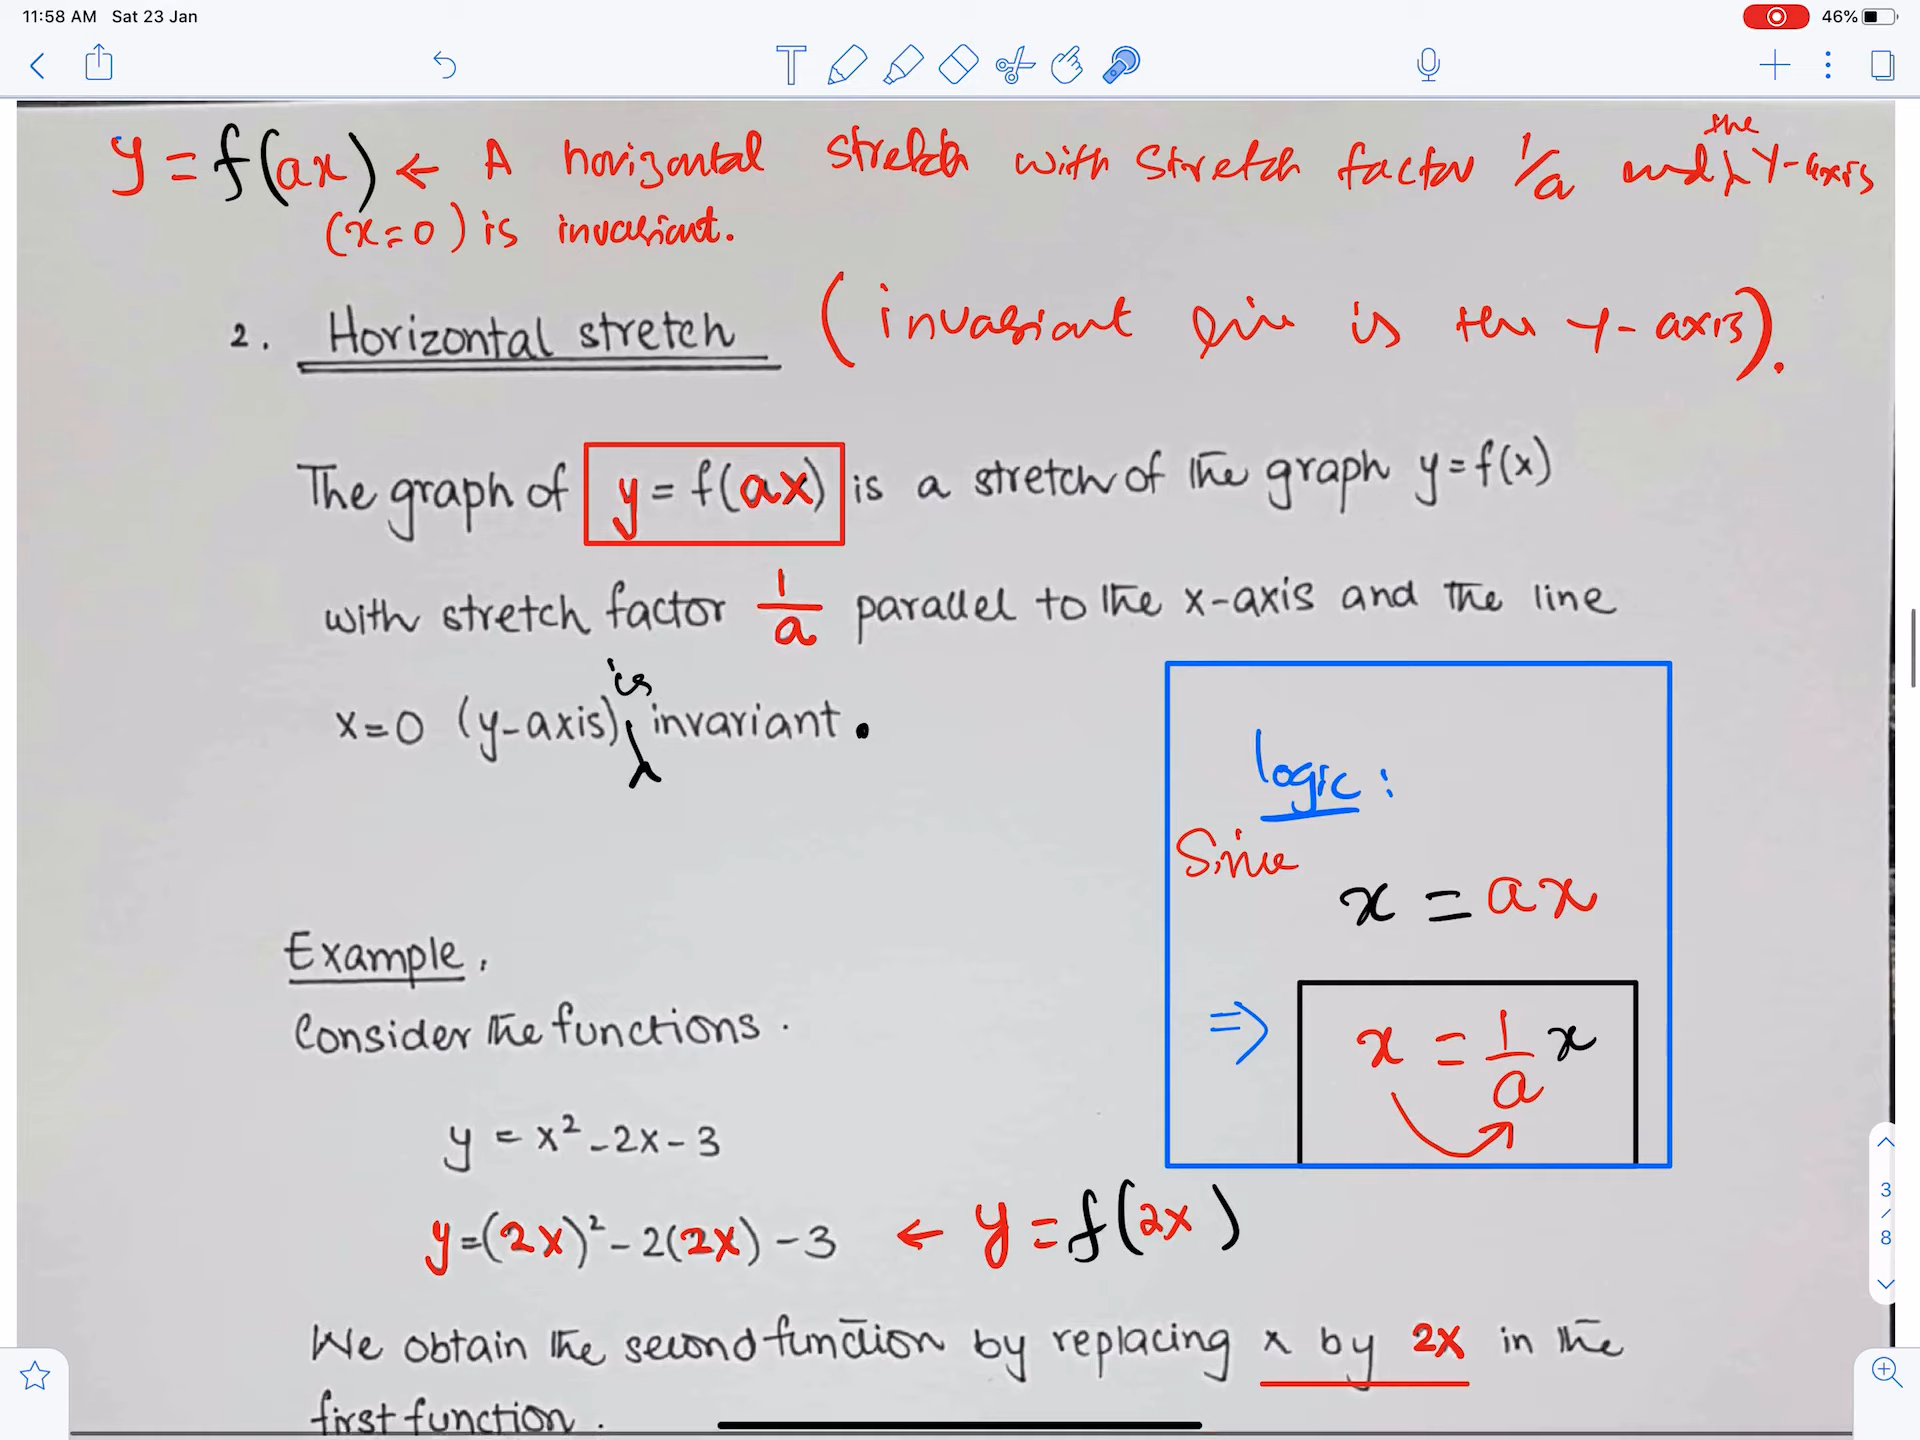 11:58 AM Sat 23 Jan
46%
y = f(ax) ← A horizontal stretch with stretch factor 1/a and the y-axis
(x=0) is invariant.
2. Horizontal stretch (invariant line is the y-axis).
The graph of y = f(ax) is a stretch of the graph y = f(x)
with stretch factor 1/a parallel to the x-axis and the line
x=0 (y-axis) is invariant.
logic:
Since
x = ax
⇒ x = 1/a x
Example.
Consider the functions.
y = x² - 2x - 3
y = (2x)² - 2(2x) - 3 ← y = f(2x)
We obtain the second function by replacing x by 2x in the
first function.
3/8